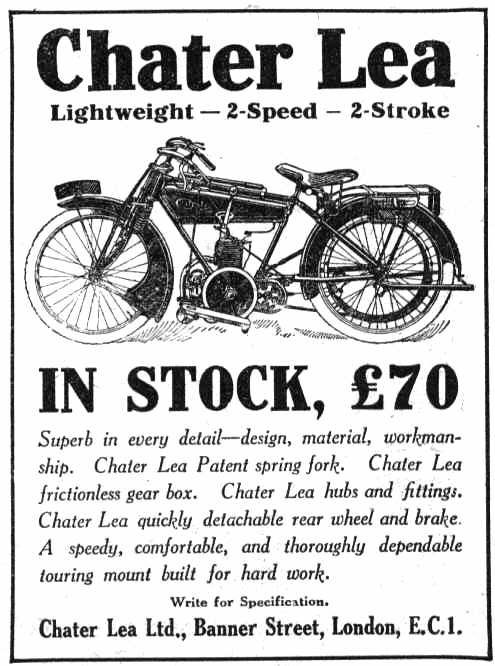 Chater Lea
Lightweight — 2-Speed — 2-Stroke
IN STOCK, £70
Superb in every detail—design, material, workman-
ship. Chater Lea Patent spring fork. Chater Lea
frictionless gear box. Chater Lea hubs and fittings.
Chater Lea quickly detachable rear wheel and brake.
A speedy, comfortable, and thoroughly dependable
touring mount built for hard work.
Write for Specification.
Chater Lea Ltd., Banner Street, London, E.C.1.